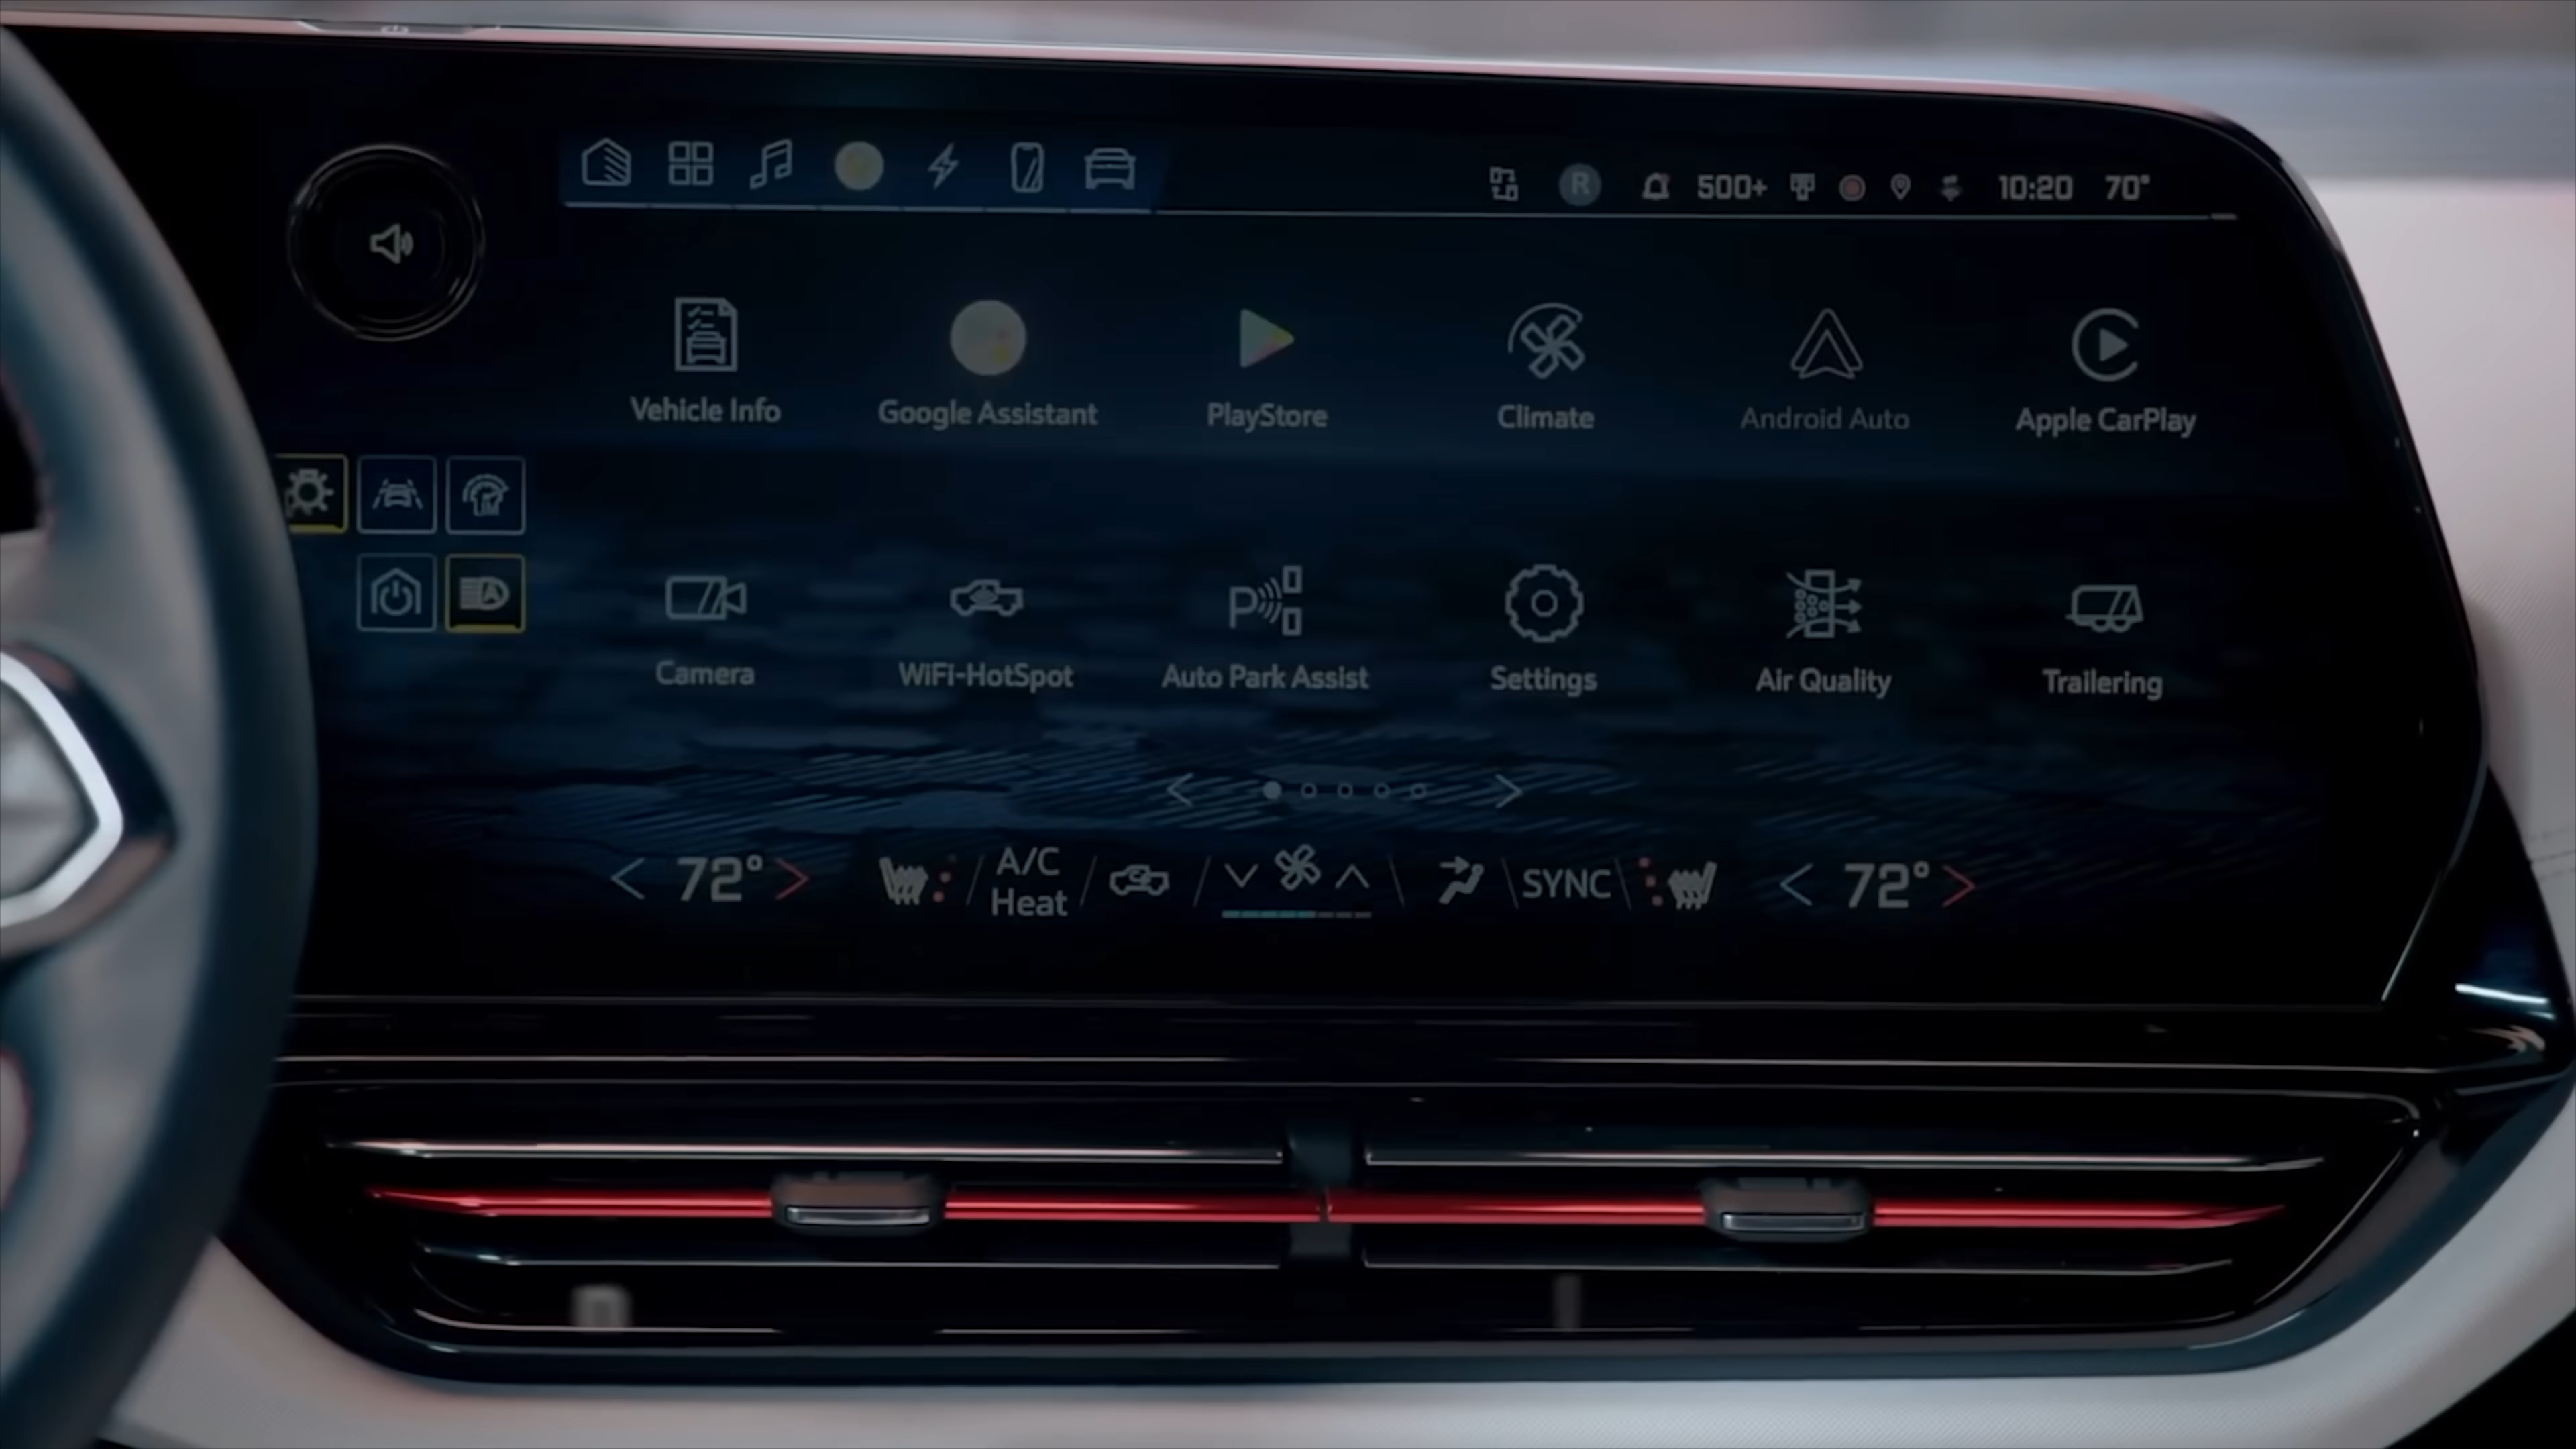 R 500+ 10:20 70°
Vehicle Info Google Assistant PlayStore Climate Android Auto Apple CarPlay
Camera WiFi-HotSpot Auto Park Assist Settings Air Quality Trailering
72° A/C Heat SYNC 72°